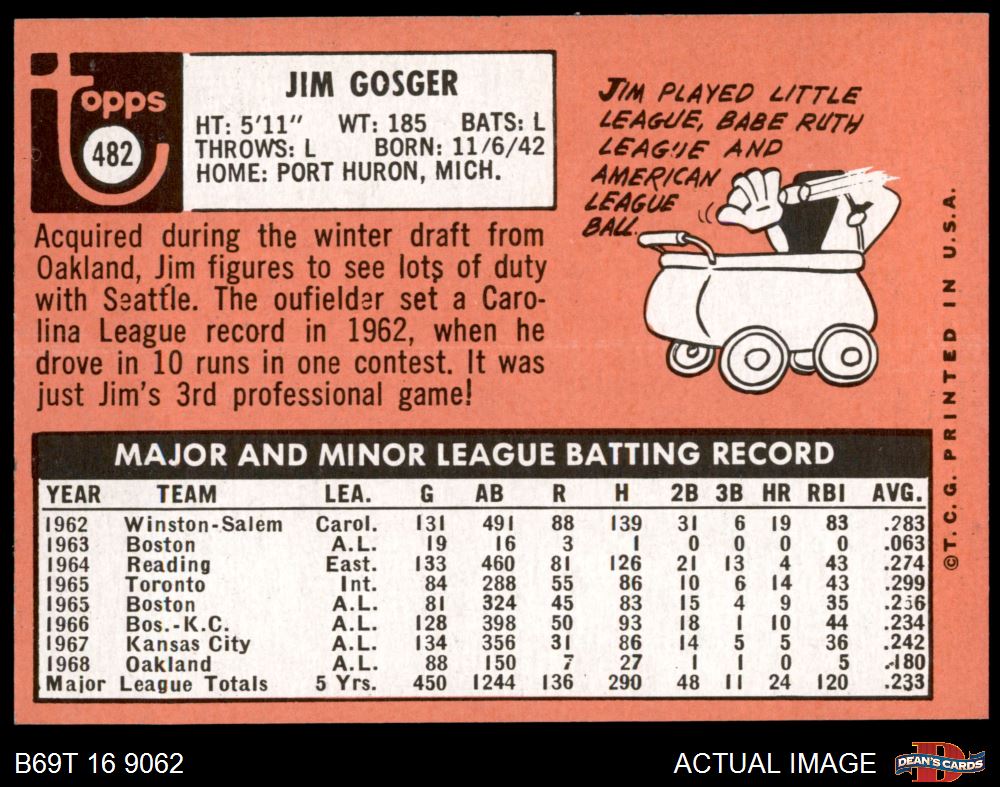 Topps
482
JIM GOSGER
HT: 5'11" WT: 185 BATS: L
THROWS: L BORN: 11/6/42
HOME: PORT HURON, MICH.
JIM PLAYED LITTLE
LEAGUE, BABE RUTH
LEAGUE AND
AMERICAN
LEAGUE
BALL.
Acquired during the winter draft from
Oakland, Jim figures to see lots of duty
with Seattle. The oufielder set a Caro-
lina League record in 1962, when he
drove in 10 runs in one contest. It was
just Jim's 3rd professional game!
MAJOR AND MINOR LEAGUE BATTING RECORD
YEAR TEAM LEA. G AB R H 2B 3B HR RBI AVG.
1962 Winston-Salem Carol. 131 491 88 139 31 6 19 83 .283
1963 Boston A.L. 19 16 3 1 0 0 0 0 .063
1964 Reading East. 133 460 81 126 21 13 4 43 .274
1965 Toronto Int. 84 288 55 86 10 6 14 43 .299
1965 Boston A.L. 81 324 45 83 15 4 9 35 .256
1966 Bos.-K.C. A.L. 128 398 50 93 18 1 10 44 .234
1967 Kansas City A.L. 134 356 31 86 14 5 5 36 .242
1968 Oakland A.L. 88 150 7 27 1 1 0 5 .180
Major League Totals 5 Yrs. 450 1244 136 290 48 11 24 120 .233
©T.C.G. PRINTED IN U.S.A.
B69T 16 9062
ACTUAL IMAGE
DEAN'S CARDS